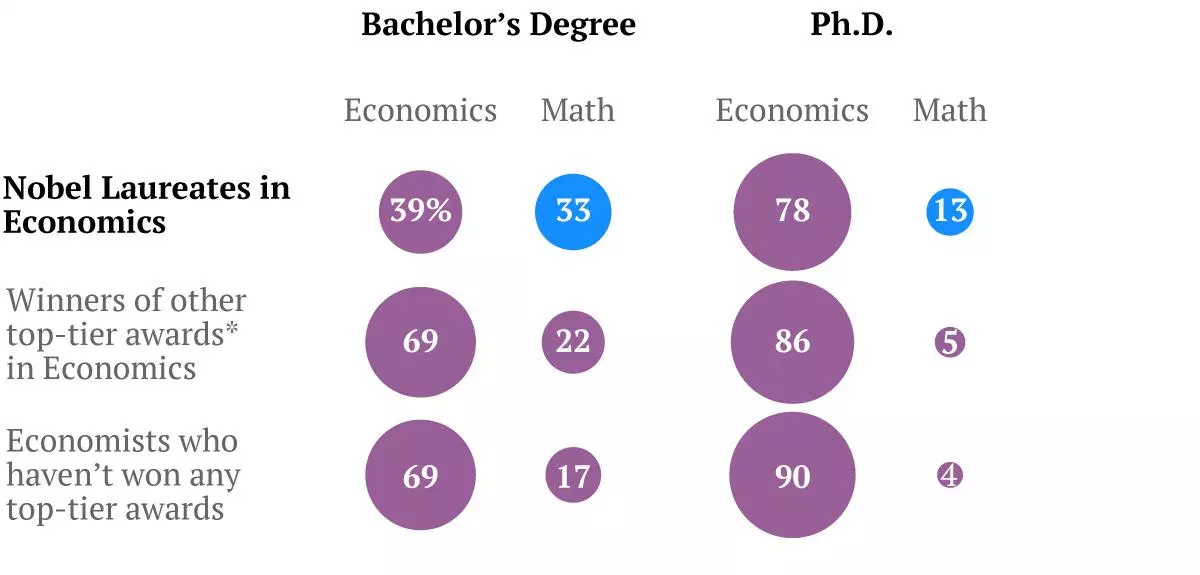 Bachelor’s Degree Ph.D.
Economics Math Economics Math
Nobel Laureates in
Economics
39% 33 78 13
Winners of other
top-tier awards*
in Economics
69 22 86 5
Economists who
haven’t won any
top-tier awards
69 17 90 4